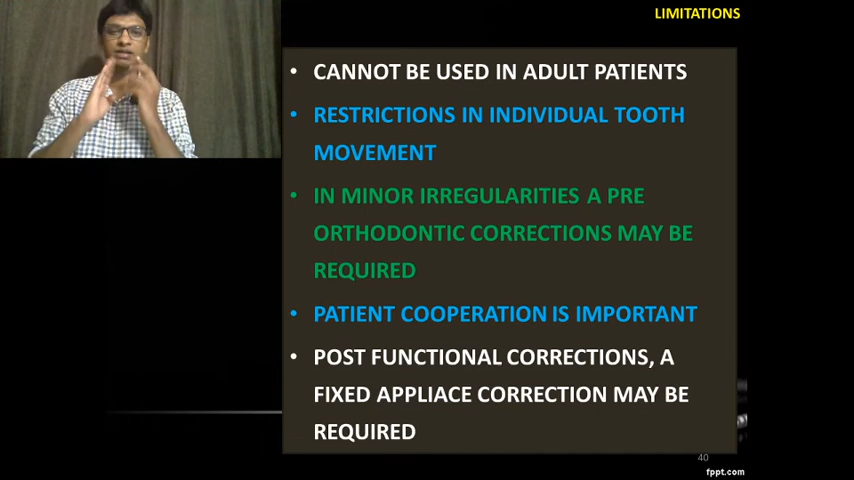 LIMITATIONS
• CANNOT BE USED IN ADULT PATIENTS
• RESTRICTIONS IN INDIVIDUAL TOOTH
MOVEMENT
• IN MINOR IRREGULARITIES A PRE
ORTHODONTIC CORRECTIONS MAY BE
REQUIRED
• PATIENT COOPERATION IS IMPORTANT
• POST FUNCTIONAL CORRECTIONS, A
FIXED APPLIACE CORRECTION MAY BE
REQUIRED
40
fppt.com